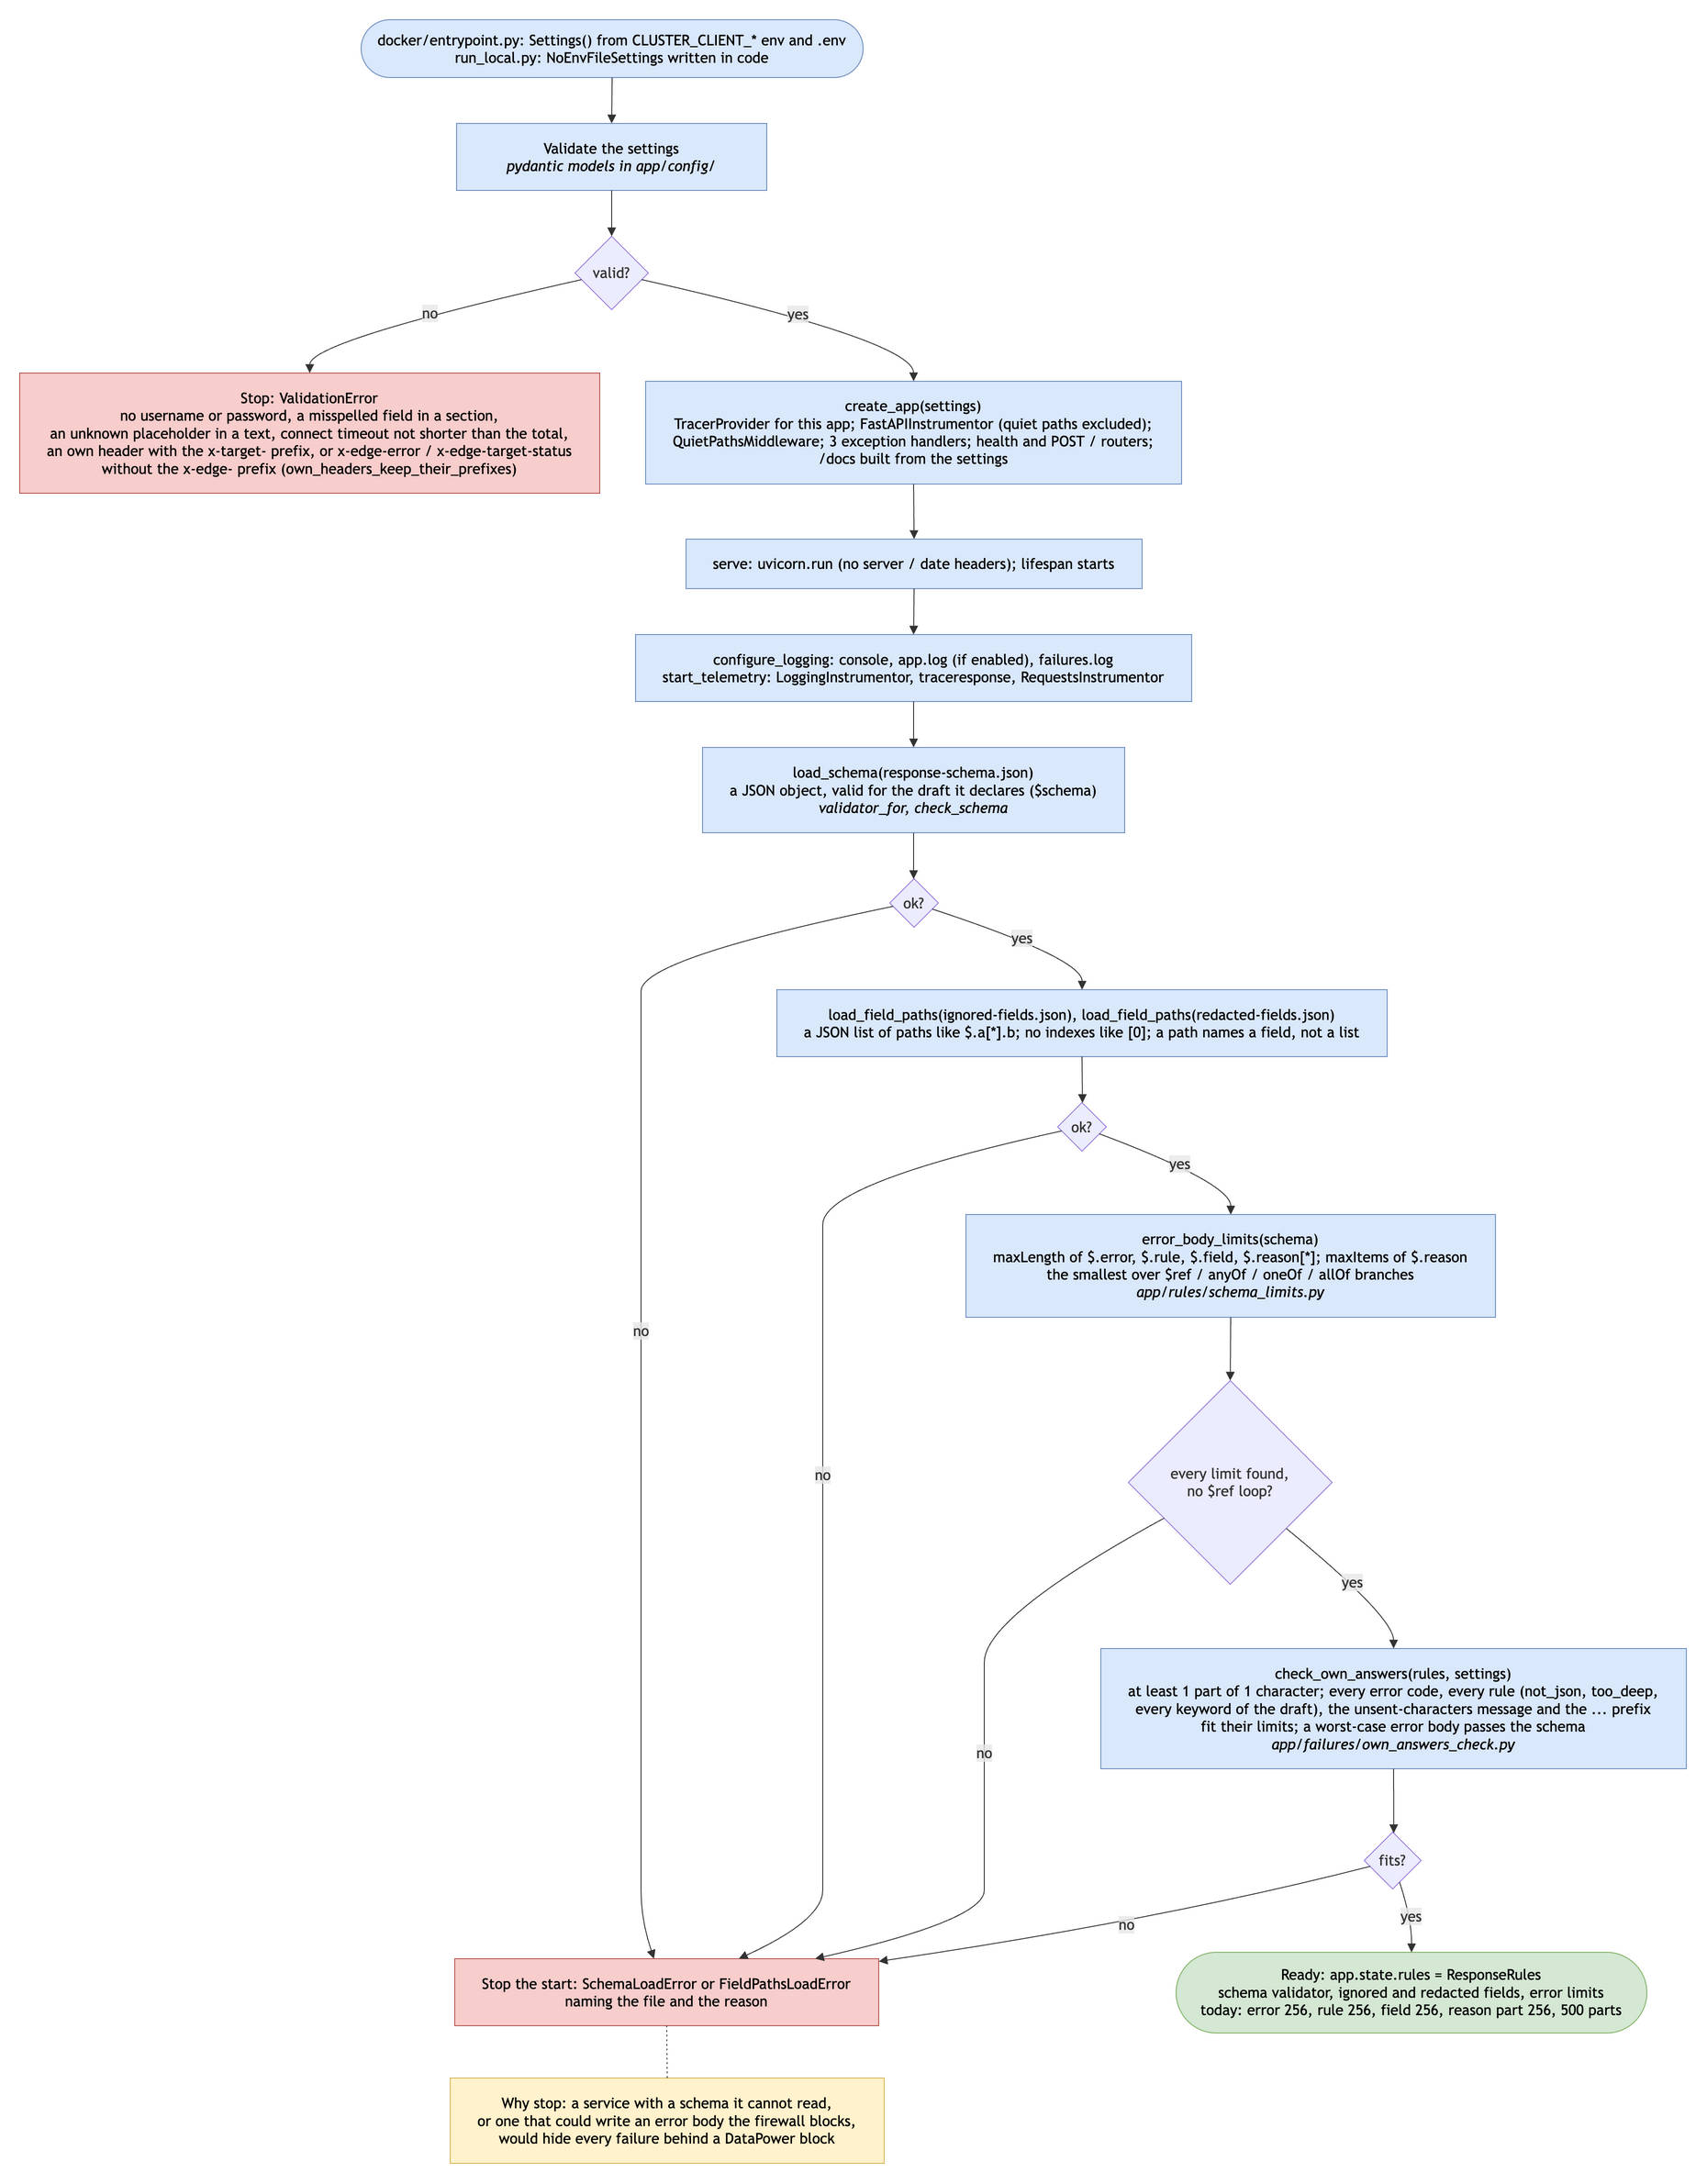 docker/entrypoint.py: Settings() from CLUSTER_CLIENT_* env and .env
run_local.py: NoEnvFileSettings written in code
Validate the settings
pydantic models in app/config/
valid?
no
yes
Stop: ValidationError
no username or password, a misspelled field in a section,
an unknown placeholder in a text, connect timeout not shorter than the total,
an own header with the x-target- prefix, or x-edge-error / x-edge-target-status
without the x-edge- prefix (own_headers_keep_their_prefixes)
create_app(settings)
TracerProvider for this app; FastAPIInstrumentor (quiet paths excluded);
QuietPathsMiddleware; 3 exception handlers; health and POST / routers;
/docs built from the settings
serve: uvicorn.run (no server / date headers); lifespan starts
configure_logging: console, app.log (if enabled), failures.log
start_telemetry: LoggingInstrumentor, traceresponse, RequestsInstrumentor
load_schema(response-schema.json)
a JSON object, valid for the draft it declares ($schema)
validator_for, check_schema
ok?
yes
load_field_paths(ignored-fields.json), load_field_paths(redacted-fields.json)
a JSON list of paths like $.a[*].b; no indexes like [0]; a path names a field, not a list
ok?
yes
error_body_limits(schema)
maxLength of $.error, $.rule, $.field, $.reason[*]; maxItems of $.reason
the smallest over $ref / anyOf / oneOf / allOf branches
app/rules/schema_limits.py
no
every limit found,
no $ref loop?
no
yes
check_own_answers(rules, settings)
at least 1 part of 1 character; every error code, every rule (not_json, too_deep,
every keyword of the draft), the unsent-characters message and the ... prefix
fit their limits; a worst-case error body passes the schema
app/failures/own_answers_check.py
no
fits?
no
yes
Stop the start: SchemaLoadError or FieldPathsLoadError
naming the file and the reason
Ready: app.state.rules = ResponseRules
schema validator, ignored and redacted fields, error limits
today: error 256, rule 256, field 256, reason part 256, 500 parts
Why stop: a service with a schema it cannot read,
or one that could write an error body the firewall blocks,
would hide every failure behind a DataPower block